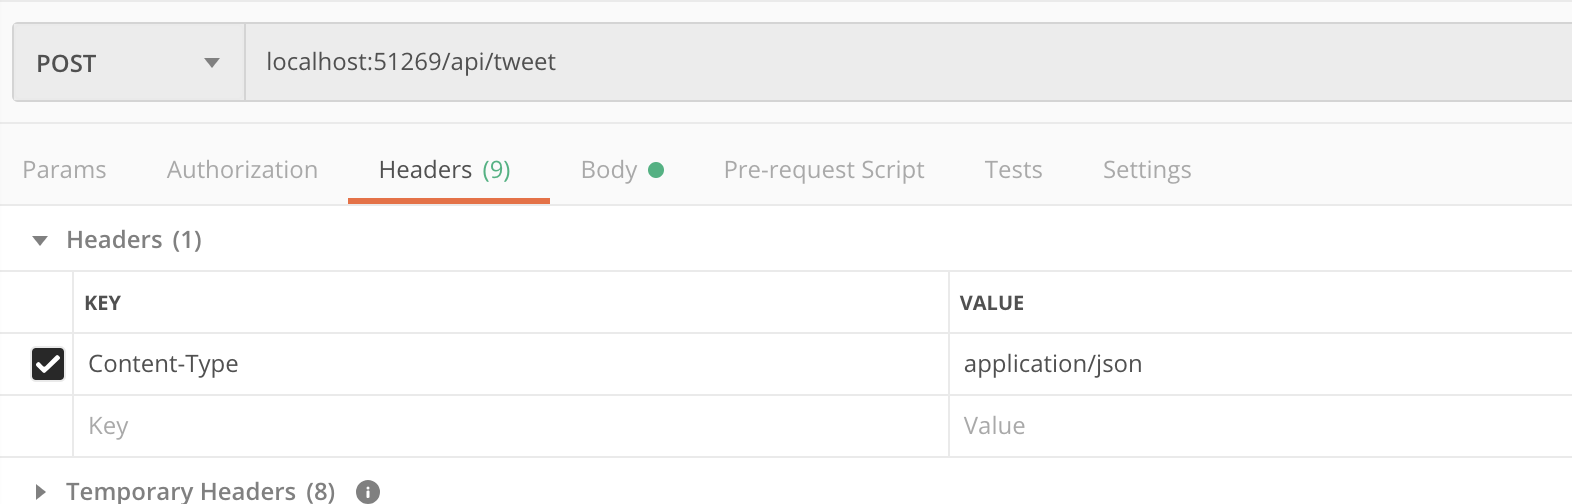 POST localhost:51269/api/tweet
Params Authorization Headers (9) Body Pre-request Script Tests Settings
Headers (1)
KEY VALUE
Content-Type application/json
Key Value
Temporary Headers (8) i